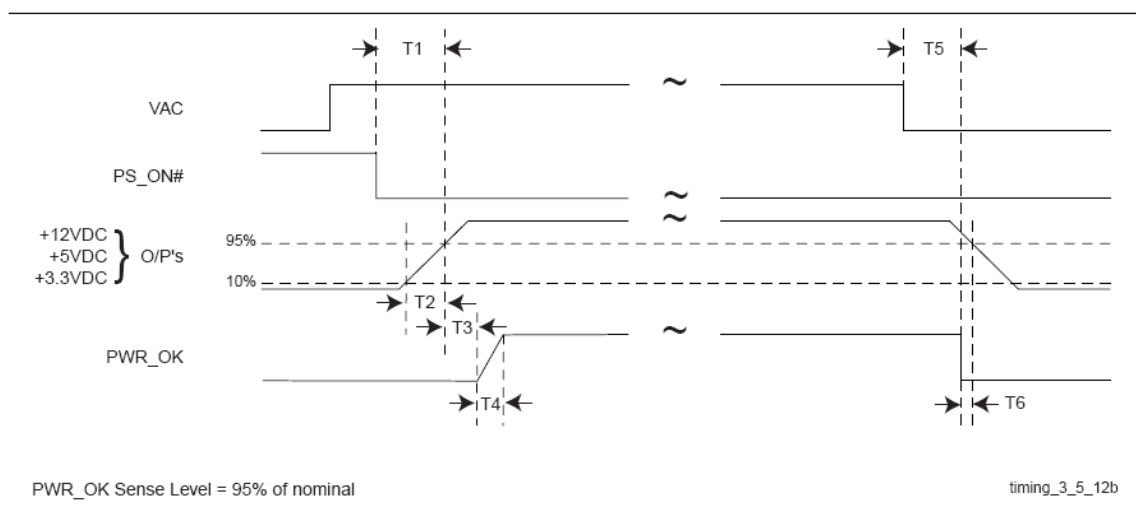 T1
T5
VAC
~
PS_ON#
~
~
+12VDC
+5VDC
+3.3VDC
} O/P's
95%
10%
T2
T3
PWR_OK
~
T4
T6
PWR_OK Sense Level = 95% of nominal
timing_3_5_12b